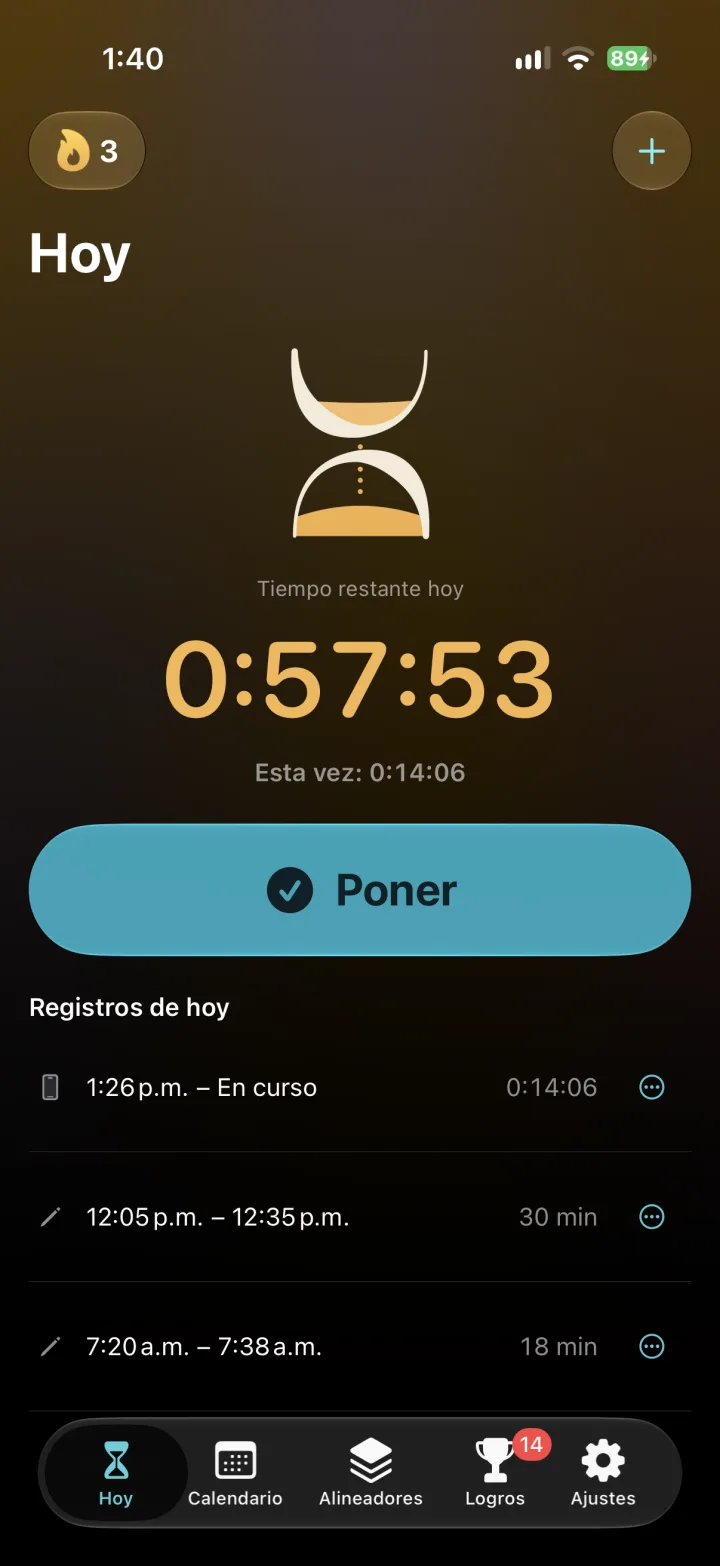 1:40
89
3
Hoy
Tiempo restante hoy
0:57:53
Esta vez: 0:14:06
Poner
Registros de hoy
1:26 p.m. – En curso 0:14:06
12:05 p.m. – 12:35 p.m. 30 min
7:20 a.m. – 7:38 a.m. 18 min
14
Hoy Calendario Alineadores Logros Ajustes